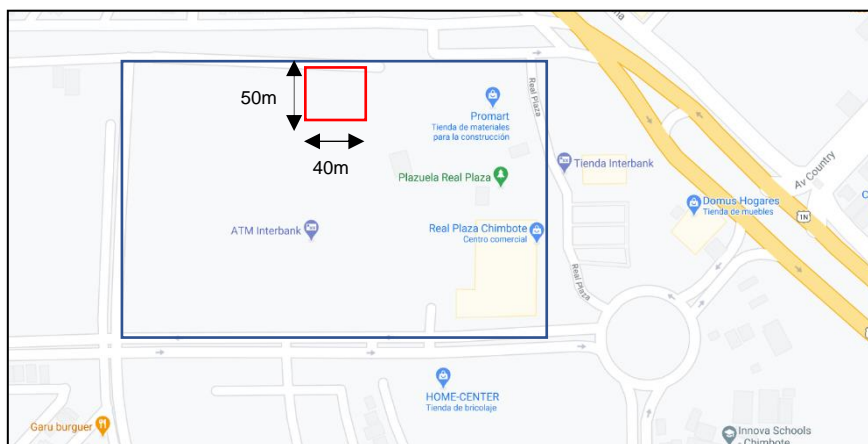 50m
40m
Promart
Tienda de materiales
para la construcción
Real Plaza
Tienda Interbank
Plazuela Real Plaza
Av Country
1N
Domus Hogares
Tienda de muebles
ATM Interbank
Real Plaza Chimbote
Centro comercial
Real Plaza
1N
HOME-CENTER
Tienda de bricolaje
Garu burguer
Innova Schools
- Chimbote